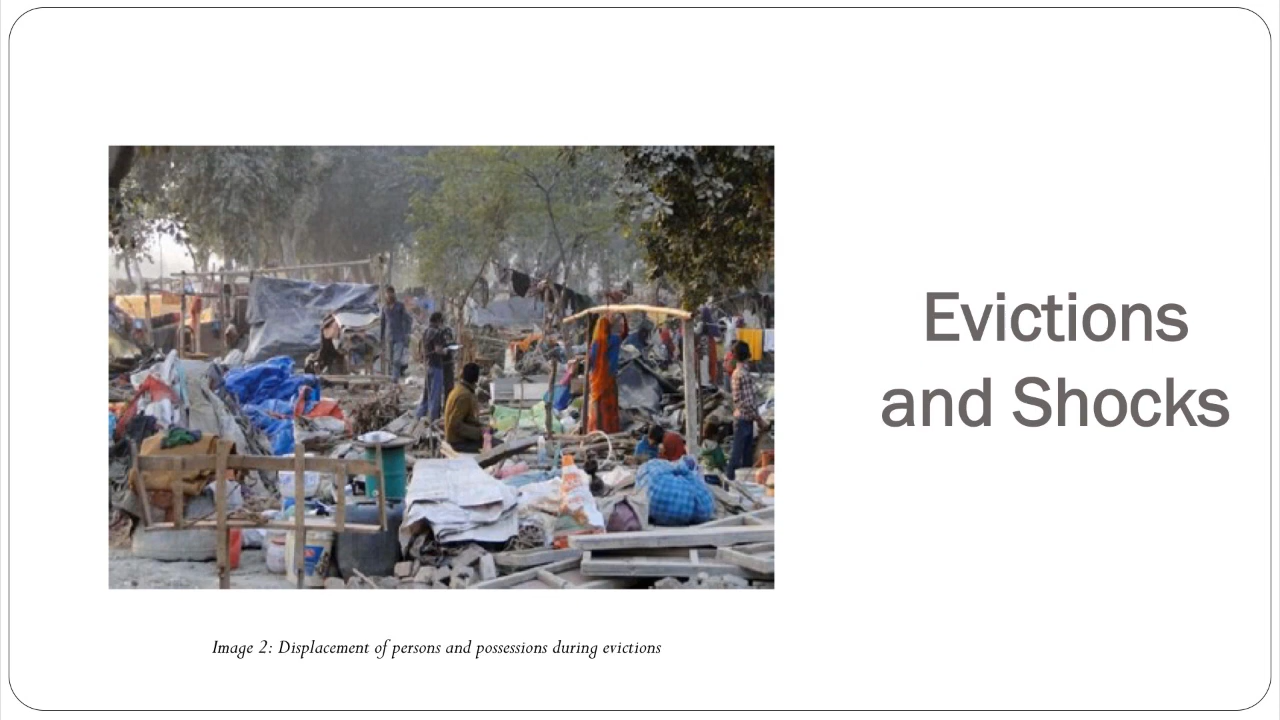 Evictions
and Shocks
Image 2: Displacement of persons and possessions during evictions